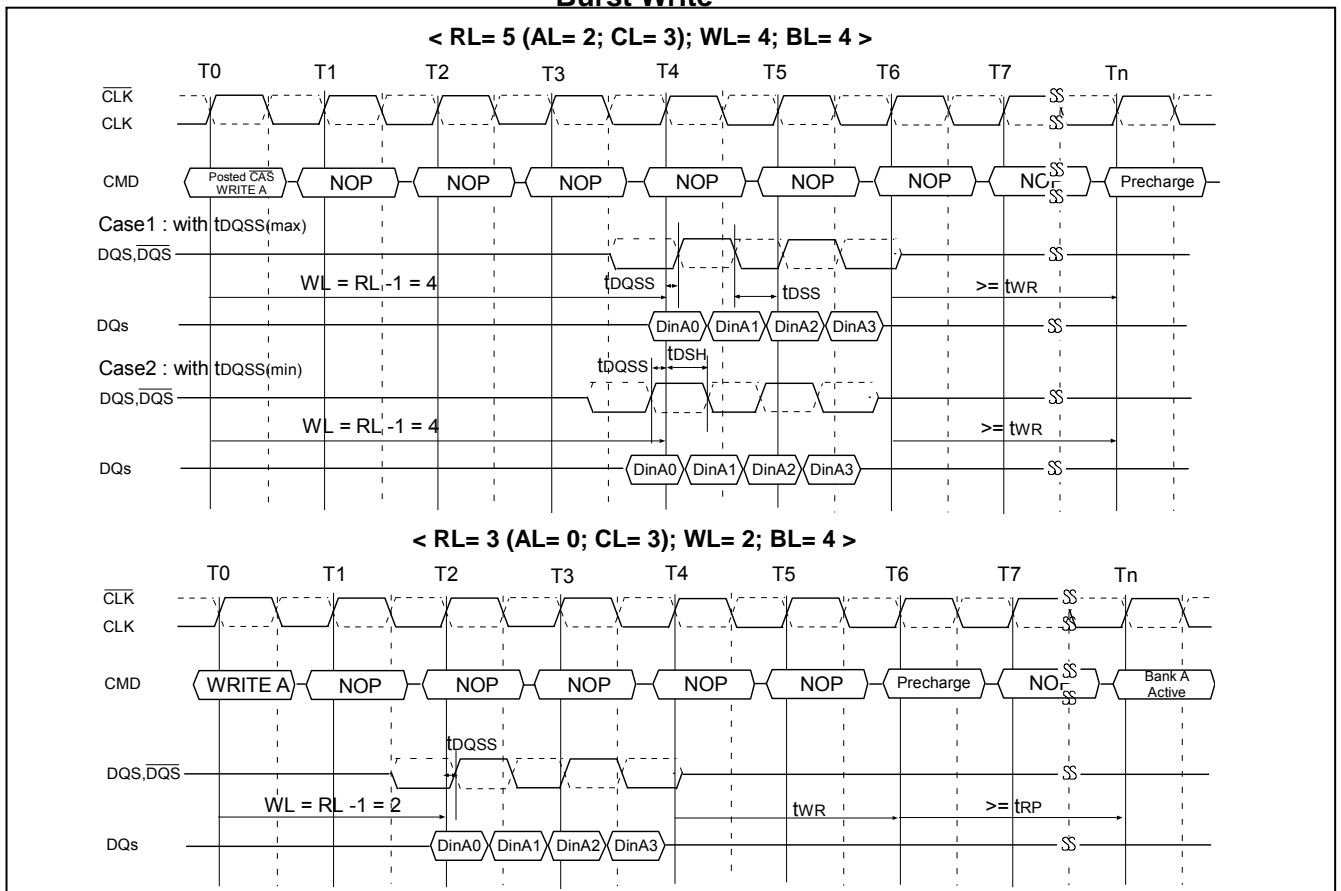 Burst Write
< RL= 5 (AL= 2; CL= 3); WL= 4; BL= 4 >
T0 T1 T2 T3 T4 T5 T6 T7 Tn
CLK
CLK
CMD Posted CAS WRITE A NOP NOP NOP NOP NOP NOP Precharge
Case1 : with tDQSS(max)
DQS,DQS
WL = RL -1 = 4 tDQSS tDSS >= tWR
DQs DinA0 DinA1 DinA2 DinA3
Case2 : with tDQSS(min) tDQSS tDSH
DQS,DQS
WL = RL -1 = 4 >= tWR
DQs DinA0 DinA1 DinA2 DinA3
< RL= 3 (AL= 0; CL= 3); WL= 2; BL= 4 >
T0 T1 T2 T3 T4 T5 T6 T7 Tn
CLK
CLK
CMD WRITE A NOP NOP NOP NOP NOP Precharge Bank A Active
tDQSS
DQS,DQS
WL = RL -1 = 2 tWR >= tRP
DQs DinA0 DinA1 DinA2 DinA3